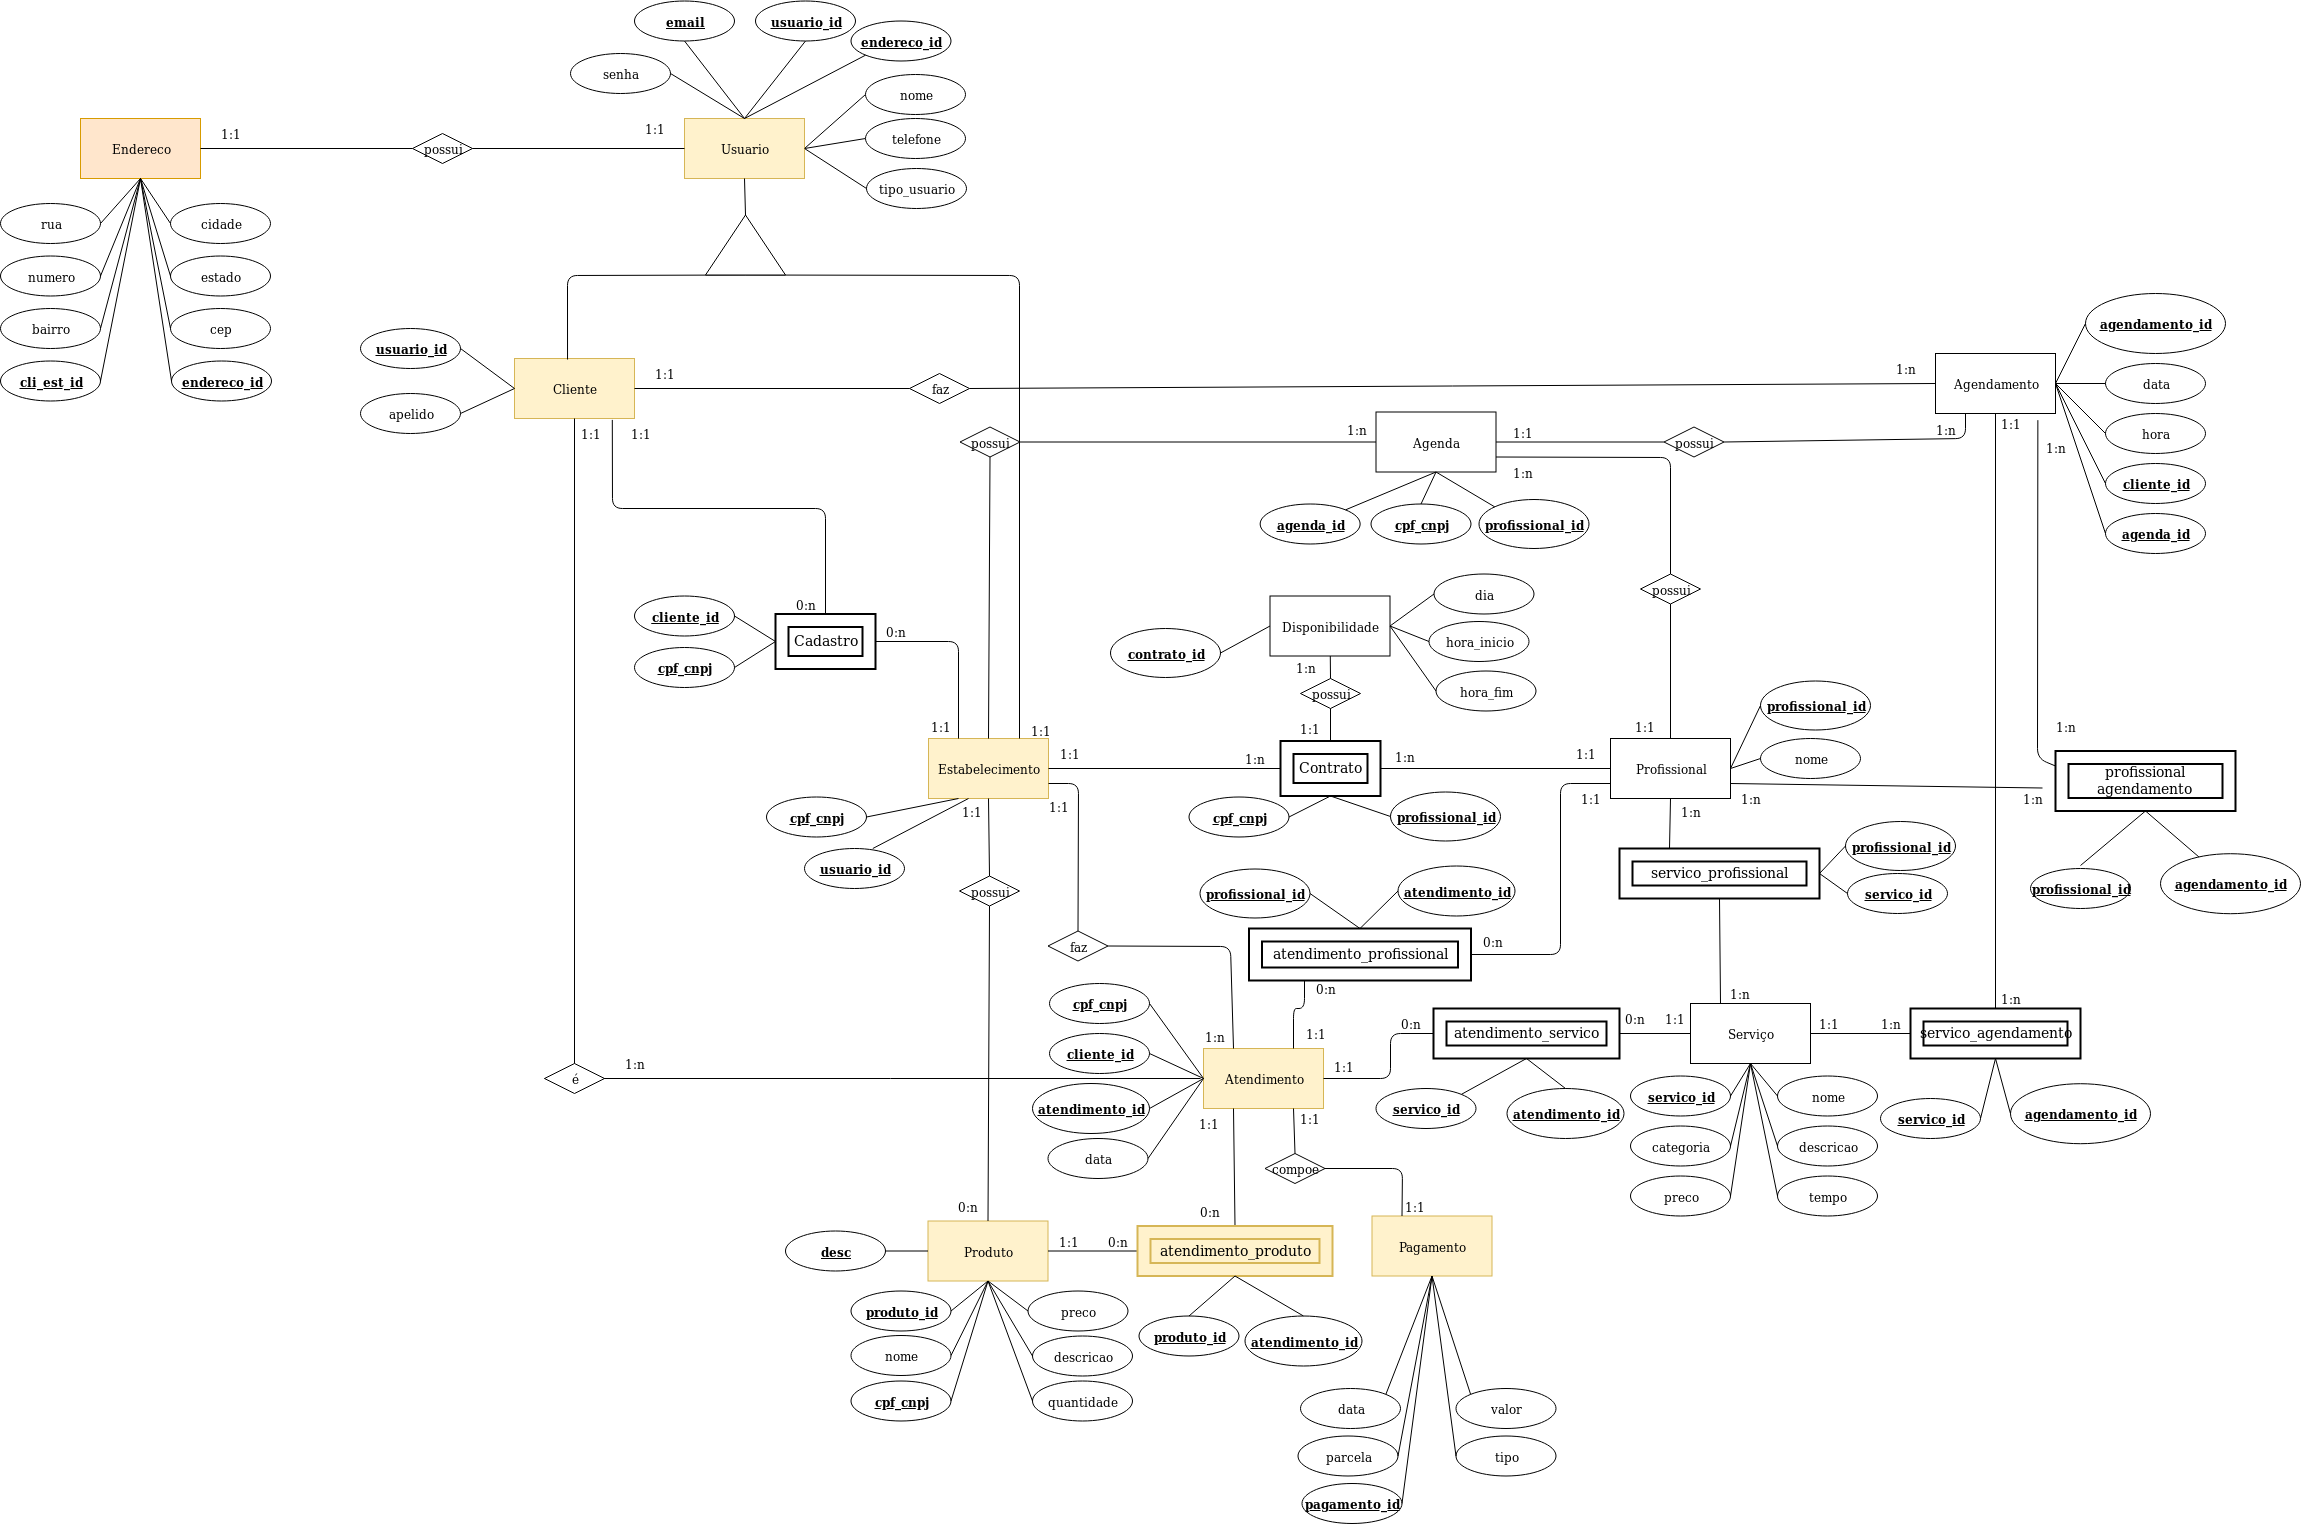 email
usuario_id
endereco_id
senha
nome
telefone
tipo_usuario
Endereco
1:1
possui
1:1
Usuario
rua
cidade
numero
estado
bairro
cep
cli_est_id
endereco_id
usuario_id
apelido
Cliente
1:1
faz
1:n
Agendamento
agendamento_id
data
hora
cliente_id
agenda_id
1:1
1:1
possui
1:n
Agenda
1:1
possui
1:n
1:1
1:n
1:n
agenda_id
cpf_cnpj
profissional_id
cliente_id
cpf_cnpj
0:n
Cadastro
0:n
contrato_id
Disponibilidade
dia
hora_inicio
hora_fim
1:n
possui
1:1
possui
1:1
profissional_id
nome
1:1
1:1
Estabelecimento
1:1
1:n
Contrato
1:n
1:1
Profissional
1:n
profissional
agendamento
1:n
1:n
1:1
1:n
1:1
1:1
cpf_cnpj
usuario_id
cpf_cnpj
profissional_id
profissional_id
agendamento_id
servico_profissional
profissional_id
servico_id
possui
faz
profissional_id
atendimento_id
atendimento_profissional
0:n
0:n
cpf_cnpj
cliente_id
atendimento_id
data
1:n
1:1
é
1:n
Atendimento
1:1
0:n
atendimento_servico
0:n
1:1
1:n
Serviço
1:1
1:n
1:n
servico_agendamento
servico_id
atendimento_id
servico_id
nome
categoria
descricao
preco
tempo
servico_id
agendamento_id
1:1
1:1
compoe
0:n
0:n
1:1
desc
Produto
1:1
0:n
atendimento_produto
Pagamento
produto_id
preco
nome
descricao
cpf_cnpj
quantidade
produto_id
atendimento_id
data
valor
parcela
tipo
pagamento_id